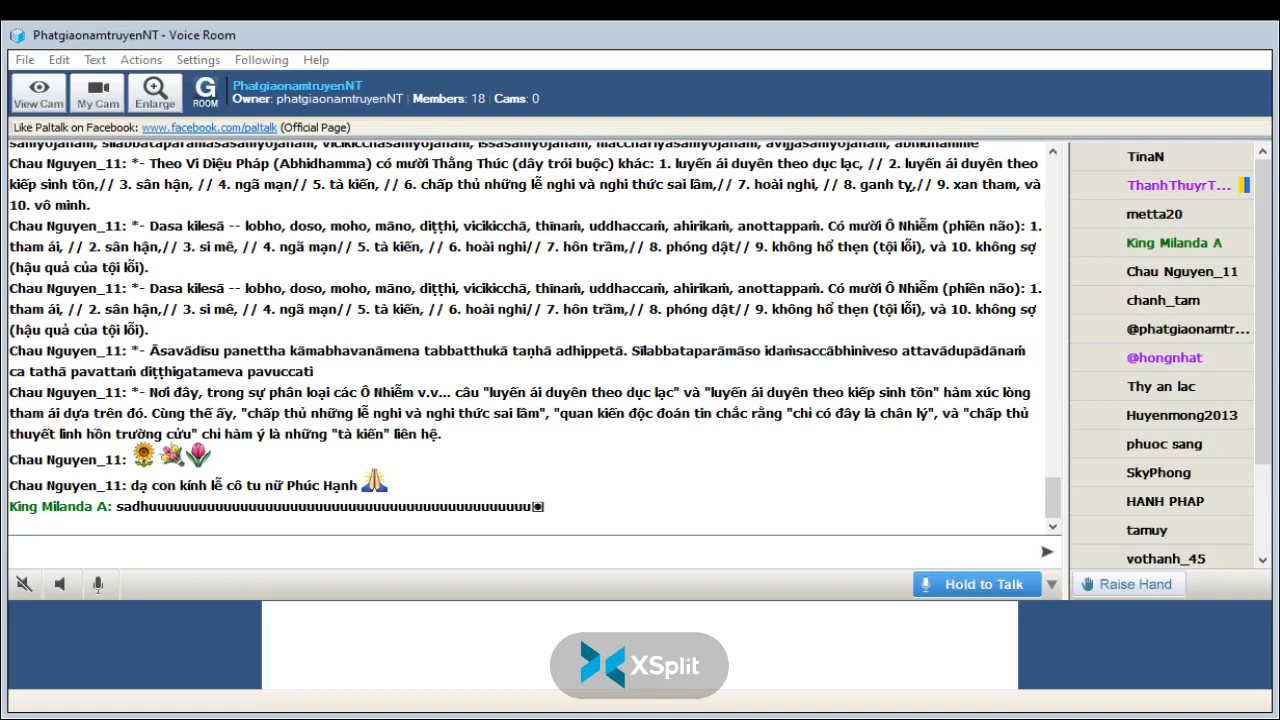 PhatgiaonamtruyenNT - Voice Room
File Edit Text Actions Settings Following Help
View Cam My Cam Enlarge G ROOM
PhatgiaonamtruyenNT
Owner: phatgiaonamtruyenNT Members: 18 Cams: 0
Like Paltalk on Facebook: www.facebook.com/paltalk (Official Page)
Chau Nguyen_11: *- Theo Vi Diệu Pháp (Abhidhamma) có mười Thằng Thúc (dây trói buộc) khác: 1. luyến ái duyên theo dục lạc, // 2. luyến ái duyên theo
kiếp sinh tồn,// 3. sân hận, // 4. ngã mạn// 5. tà kiến, // 6. chấp thủ những lễ nghi và nghi thức sai lầm,// 7. hoài nghi, // 8. ganh tỵ,// 9. xan tham, và
10. vô minh.
Chau Nguyen_11: *- Dasa kilesā -- lobho, doso, moho, māno, diṭṭhi, vicikicchā, thīnaṁ, uddhaccaṁ, ahirikaṁ, anottappaṁ. Có mười Ô Nhiễm (phiền não): 1.
tham ái, // 2. sân hận,// 3. si mê, // 4. ngã mạn// 5. tà kiến, // 6. hoài nghi// 7. hôn trầm,// 8. phóng dật// 9. không hổ thẹn (tội lỗi), và 10. không sợ
(hậu quả của tội lỗi).
Chau Nguyen_11: *- Dasa kilesā -- lobho, doso, moho, māno, diṭṭhi, vicikicchā, thīnaṁ, uddhaccaṁ, ahirikaṁ, anottappaṁ. Có mười Ô Nhiễm (phiền não): 1.
tham ái, // 2. sân hận,// 3. si mê, // 4. ngã mạn// 5. tà kiến, // 6. hoài nghi// 7. hôn trầm,// 8. phóng dật// 9. không hổ thẹn (tội lỗi), và 10. không sợ
(hậu quả của tội lỗi).
Chau Nguyen_11: *- Āsavādīsu panettha kāmabhavanāmena tabbatthukā taṇhā adhippetā. Sīlabbataparāmāso idaṁsaccābhiniveso attavādupādānaṁ
ca tathā pavattaṁ diṭṭhigatameva pavuccati
Chau Nguyen_11: *- Nơi đây, trong sự phân loại các Ô Nhiễm v.v... câu "luyến ái duyên theo dục lạc" và "luyến ái duyên theo kiếp sinh tồn" hàm xúc lòng
tham ái dựa trên đó. Cùng thế ấy, "chấp thủ những lễ nghi và nghi thức sai lầm", "quan kiến độc đoán tin chắc rằng "chỉ có đây là chân lý", và "chấp thủ
thuyết linh hồn trường cửu" chỉ hàm ý là những "tà kiến" liên hệ.
Chau Nguyen_11:
Chau Nguyen_11: dạ con kính lễ cô tu nữ Phúc Hạnh
King Milanda A: sadhuuuuuuuuuuuuuuuuuuuuuuuuuuuuuuuuuuuuuuuuuuuuuu
TinaN
ThanhThuyrT...
metta20
King Milanda A
Chau Nguyen_11
chanh_tam
@phatgiaonamtr...
@hongnhat
Thy an lac
Huyenmong2013
phuoc sang
SkyPhong
HANH PHAP
tamuy
vothanh_45
Hold to Talk
Raise Hand
XSplit